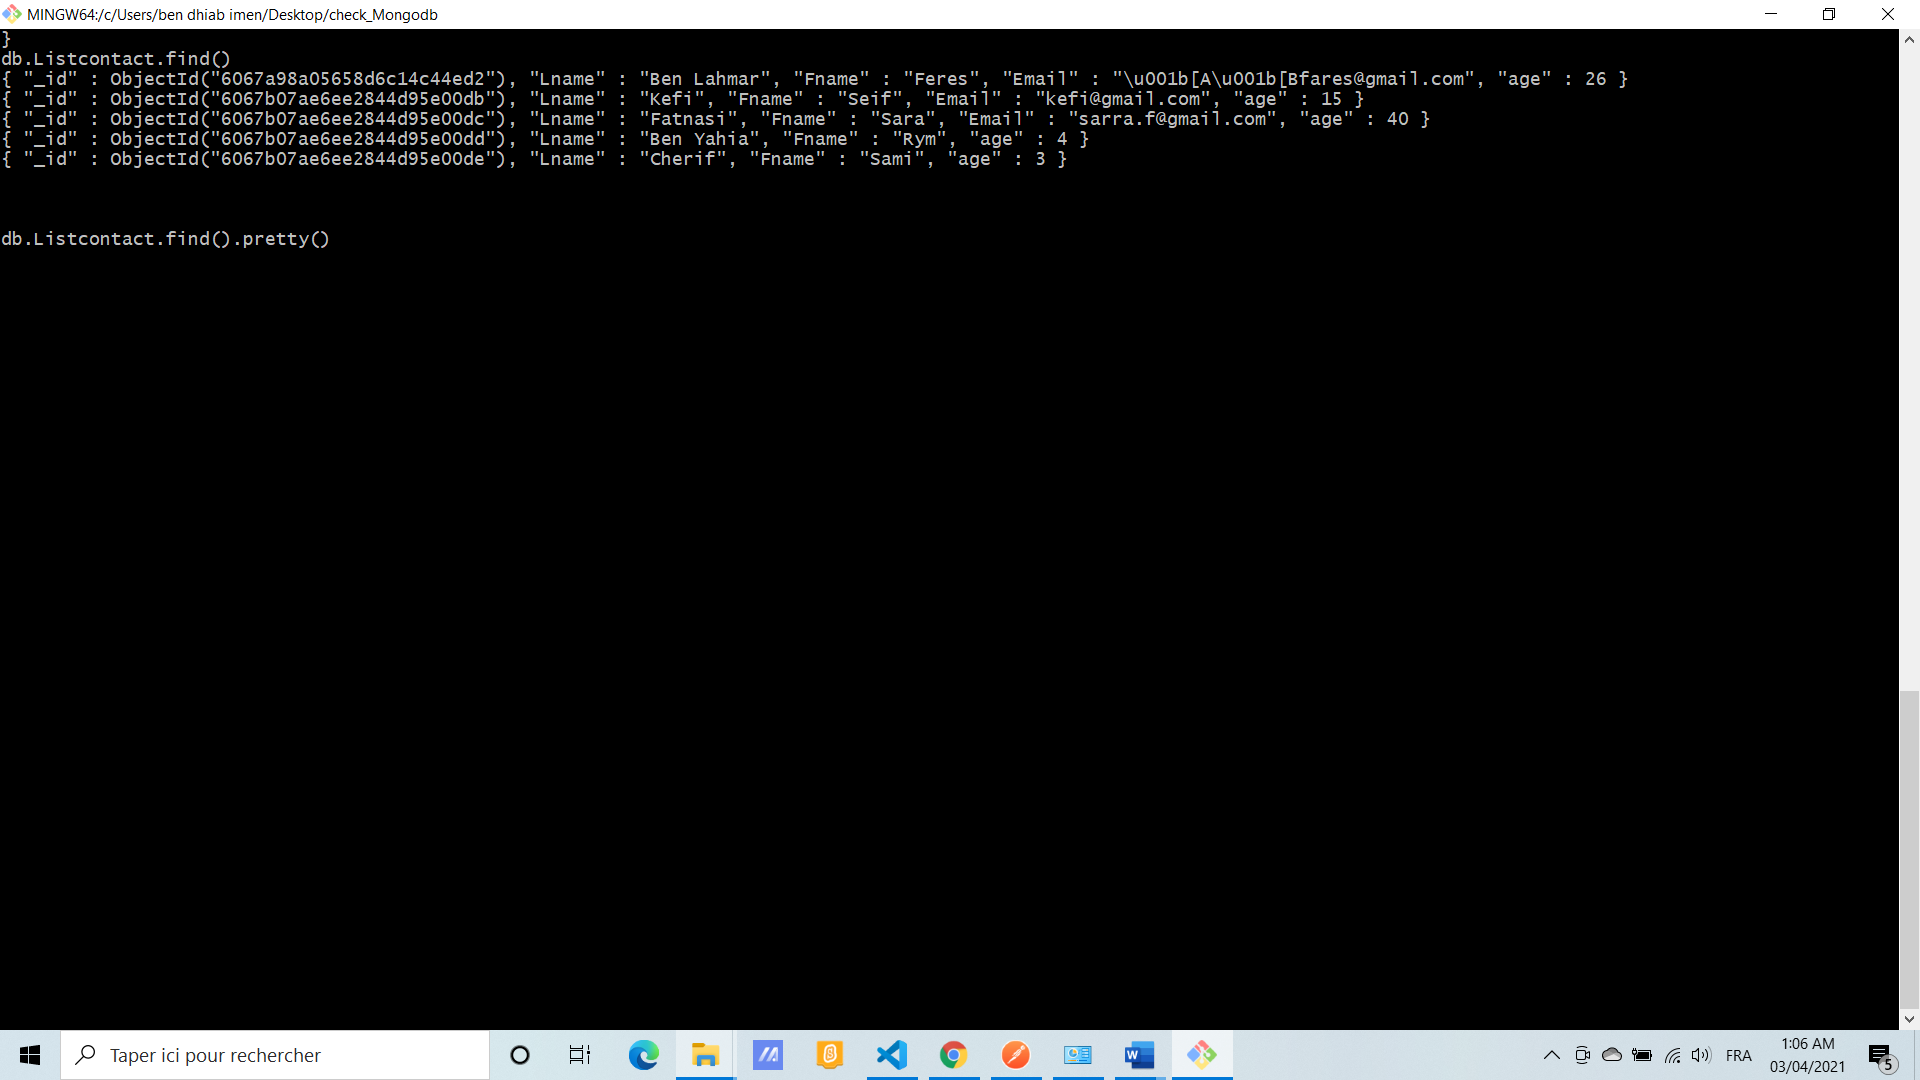 MINGW64:/c/Users/ben dhiab imen/Desktop/check_Mongodb
}
db.Listcontact.find()
{ "_id" : ObjectId("6067a98a05658d6c14c44ed2"), "Lname" : "Ben Lahmar", "Fname" : "Feres", "Email" : "\u001b[A\u001b[Bfares@gmail.com", "age" : 26 }
{ "_id" : ObjectId("6067b07ae6ee2844d95e00db"), "Lname" : "Kefi", "Fname" : "Seif", "Email" : "kefi@gmail.com", "age" : 15 }
{ "_id" : ObjectId("6067b07ae6ee2844d95e00dc"), "Lname" : "Fatnasi", "Fname" : "Sara", "Email" : "sarra.f@gmail.com", "age" : 40 }
{ "_id" : ObjectId("6067b07ae6ee2844d95e00dd"), "Lname" : "Ben Yahia", "Fname" : "Rym", "age" : 4 }
{ "_id" : ObjectId("6067b07ae6ee2844d95e00de"), "Lname" : "Cherif", "Fname" : "Sami", "age" : 3 }
db.Listcontact.find().pretty()
Taper ici pour rechercher
W
FRA
1:06 AM
03/04/2021
5